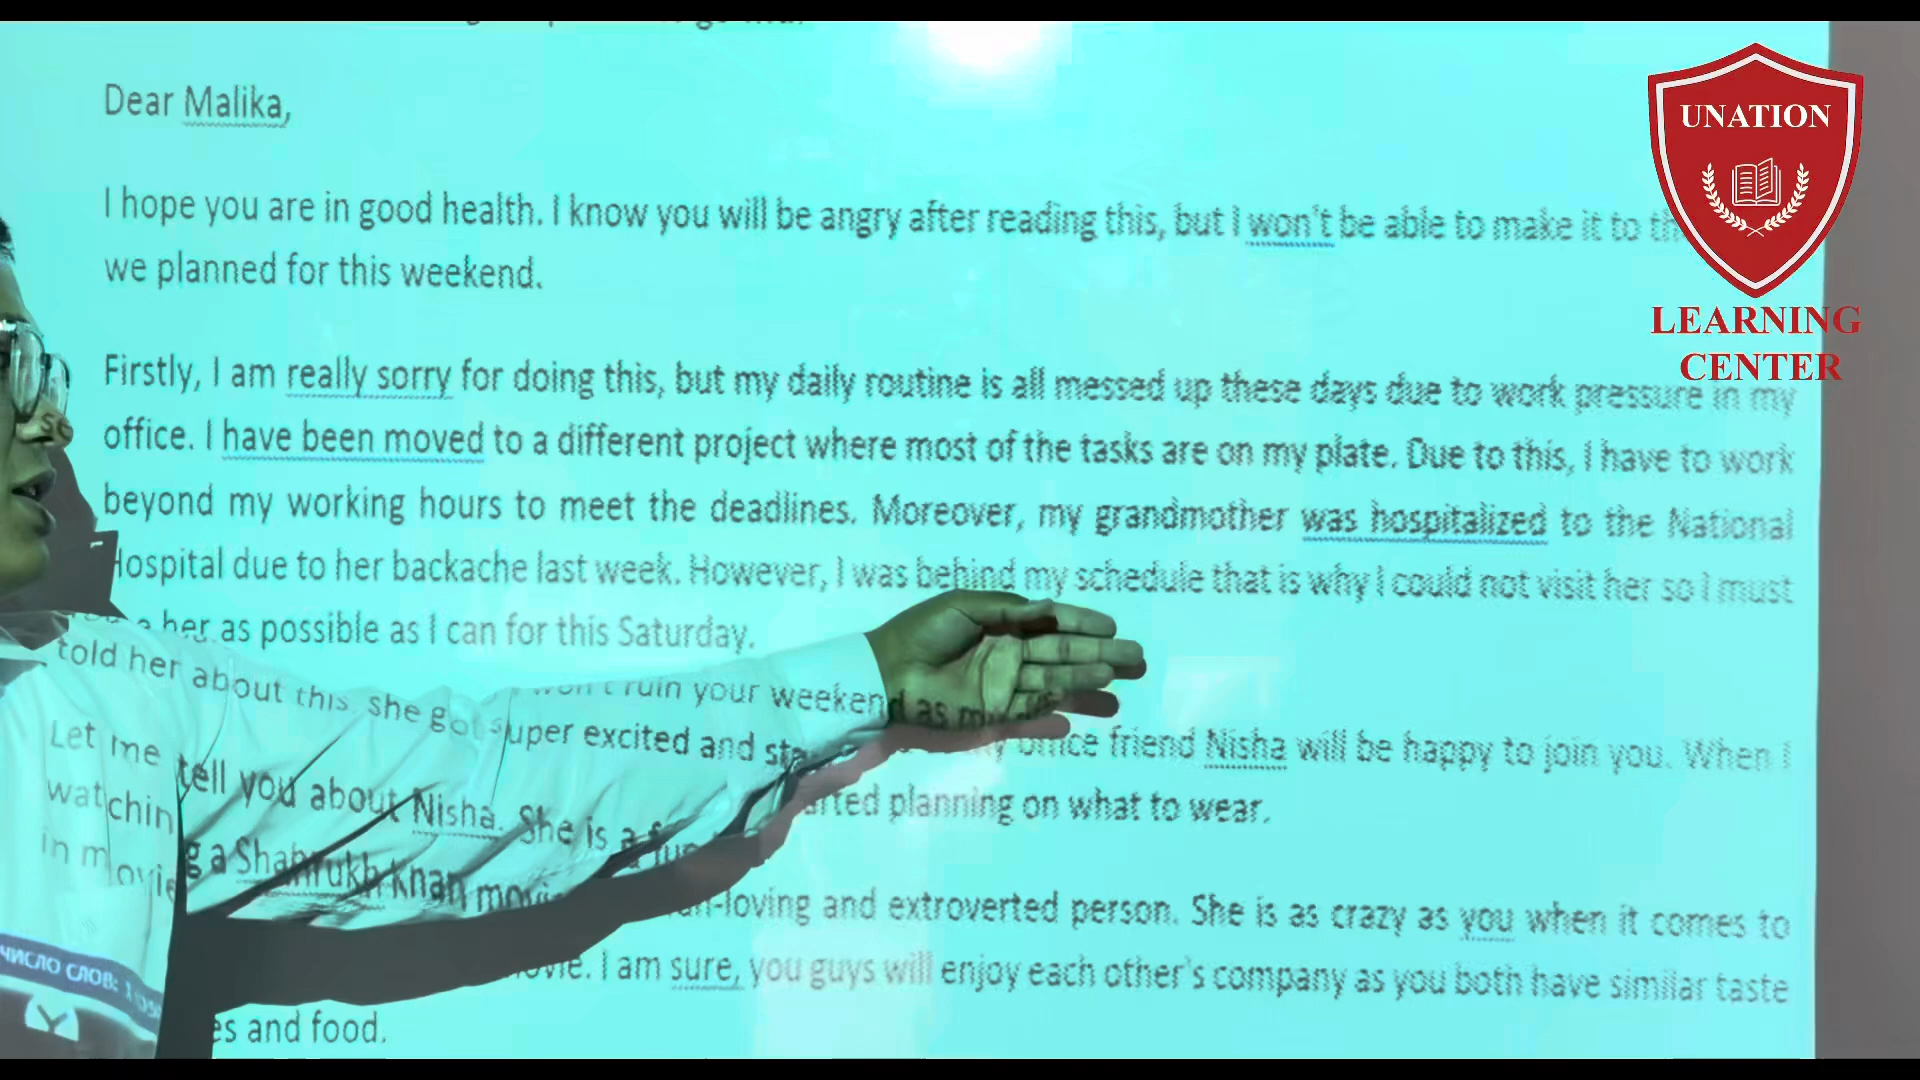 Dear Malika,
I hope you are in good health. I know you will be angry after reading this, but I won't be able to make it to
we planned for this weekend.
Firstly, I am really sorry for doing this, but my daily routine is all messed up these days due to work pressure in my
office. I have been moved to a different project where most of the tasks are on my plate. Due to this, I have to work
beyond my working hours to meet the deadlines. Moreover, my grandmother was hospitalized to the National
Hospital due to her backache last week. However, I was behind my schedule that is why I could not visit her so I must
her as possible as I can for this Saturday.
won't ruin your weekend as my office friend Nisha will be happy to join you. When I
told her about this, she got super excited and started planning on what to wear.
Let me tell you about Nisha. She is a fun-loving and extroverted person. She is as crazy as you when it comes to
watching a Shahrukh khan movie. I am sure, you guys will enjoy each other's company as you both have similar taste
in movies and food.
ЧИСЛО СЛОВ:
UNATION
LEARNING
CENTER